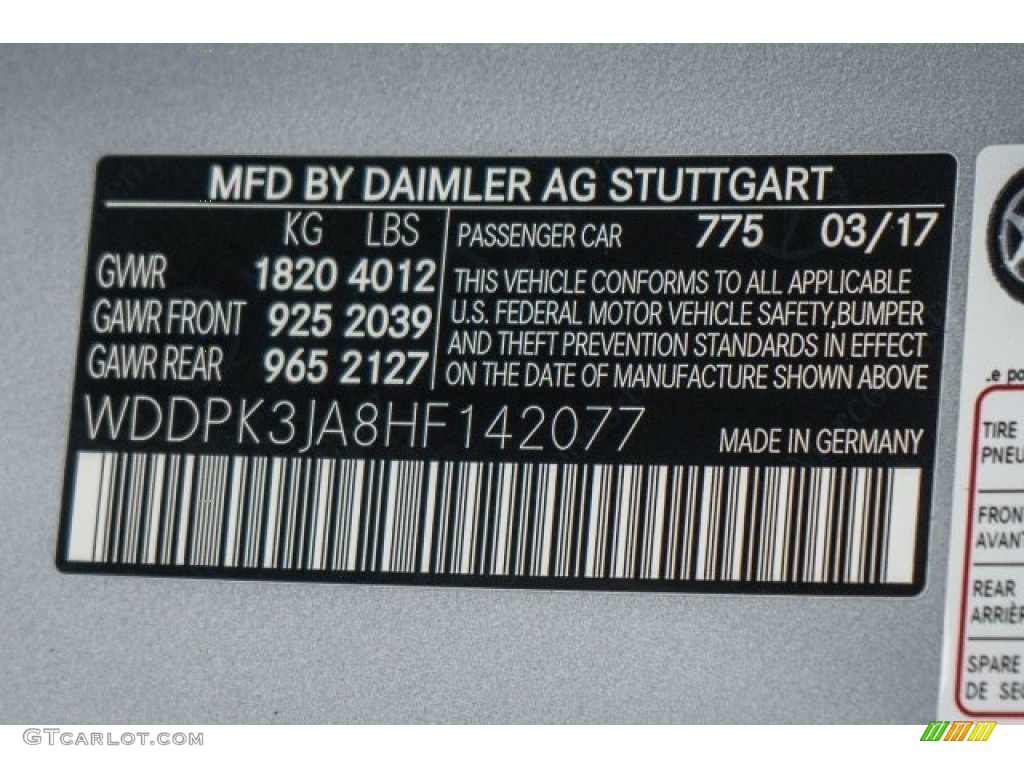 MFD BY DAIMLER AG STUTTGART
KG LBS
PASSENGER CAR 775 03/17
GVWR 1820 4012
GAWR FRONT 925 2039
GAWR REAR 965 2127
THIS VEHICLE CONFORMS TO ALL APPLICABLE
U.S. FEDERAL MOTOR VEHICLE SAFETY,BUMPER
AND THEFT PREVENTION STANDARDS IN EFFECT
ON THE DATE OF MANUFACTURE SHOWN ABOVE
WDDPK3JA8HF142077
MADE IN GERMANY
TIRE
PNEU
FRON
AVANT
REAR
ARRIÈR
SPARE
DE SEC
GTCARLOT.COM